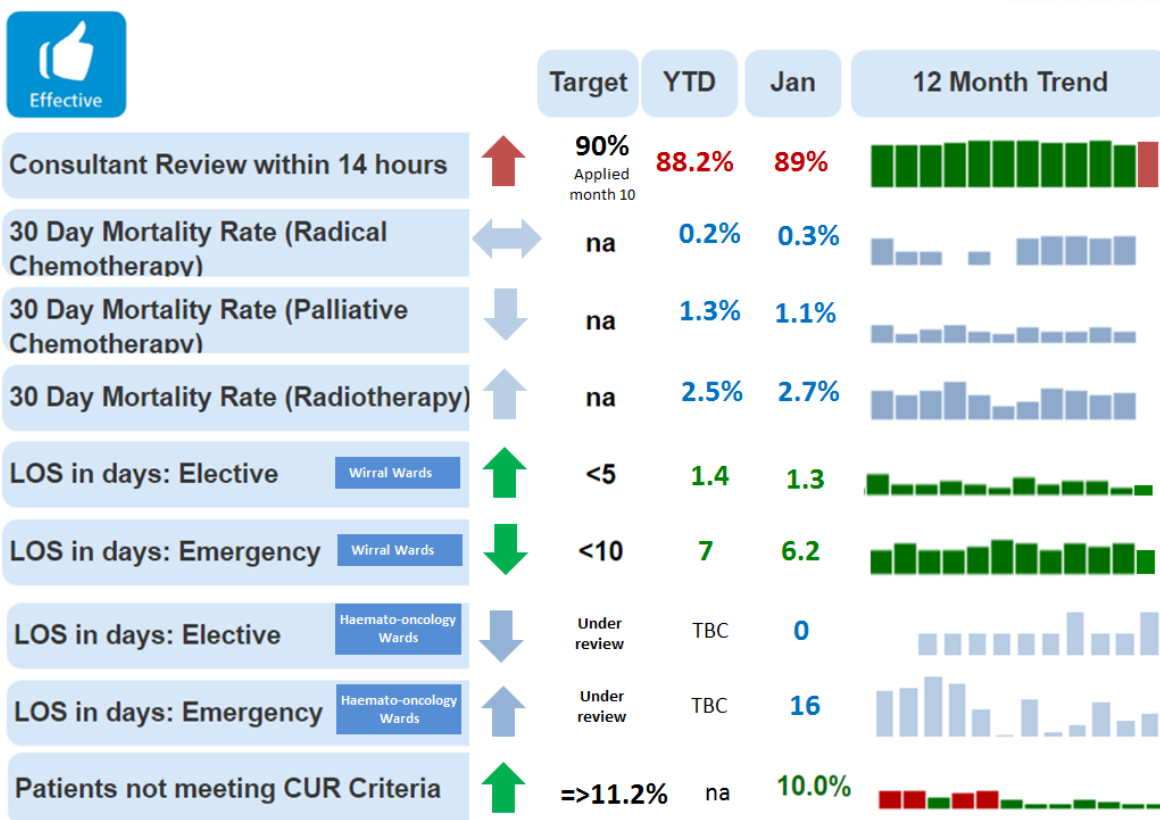 Effective
Target YTD Jan 12 Month Trend
Consultant Review within 14 hours 90% 88.2% 89%
Applied
month 10
30 Day Mortality Rate (Radical na 0.2% 0.3%
Chemotherapy)
30 Day Mortality Rate (Palliative na 1.3% 1.1%
Chemotherapy)
30 Day Mortality Rate (Radiotherapy) na 2.5% 2.7%
LOS in days: Elective Wirral Wards <5 1.4 1.3
LOS in days: Emergency Wirral Wards <10 7 6.2
LOS in days: Elective Haemato-oncology Under TBC 0
Wards review
LOS in days: Emergency Haemato-oncology Under TBC 16
Wards review
Patients not meeting CUR Criteria =>11.2% na 10.0%